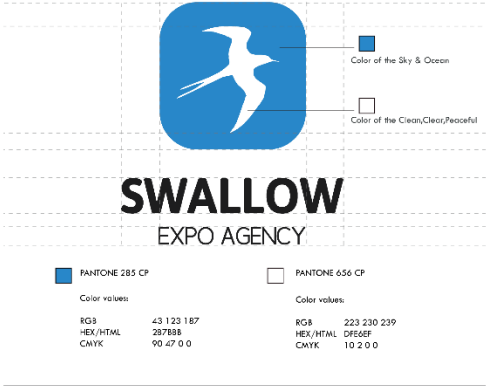 Color of the Sky & Ocean
Color of the Clean,Clear,Peaceful
SWALLOW
EXPO AGENCY
PANTONE 285 CP
Color values:
RGB 43 123 187
HEX/HTML 287BBB
CMYK 90 47 0 0
PANTONE 656 CP
Color values:
RGB 223 230 239
HEX/HTML DFE6EF
CMYK 10 2 0 0